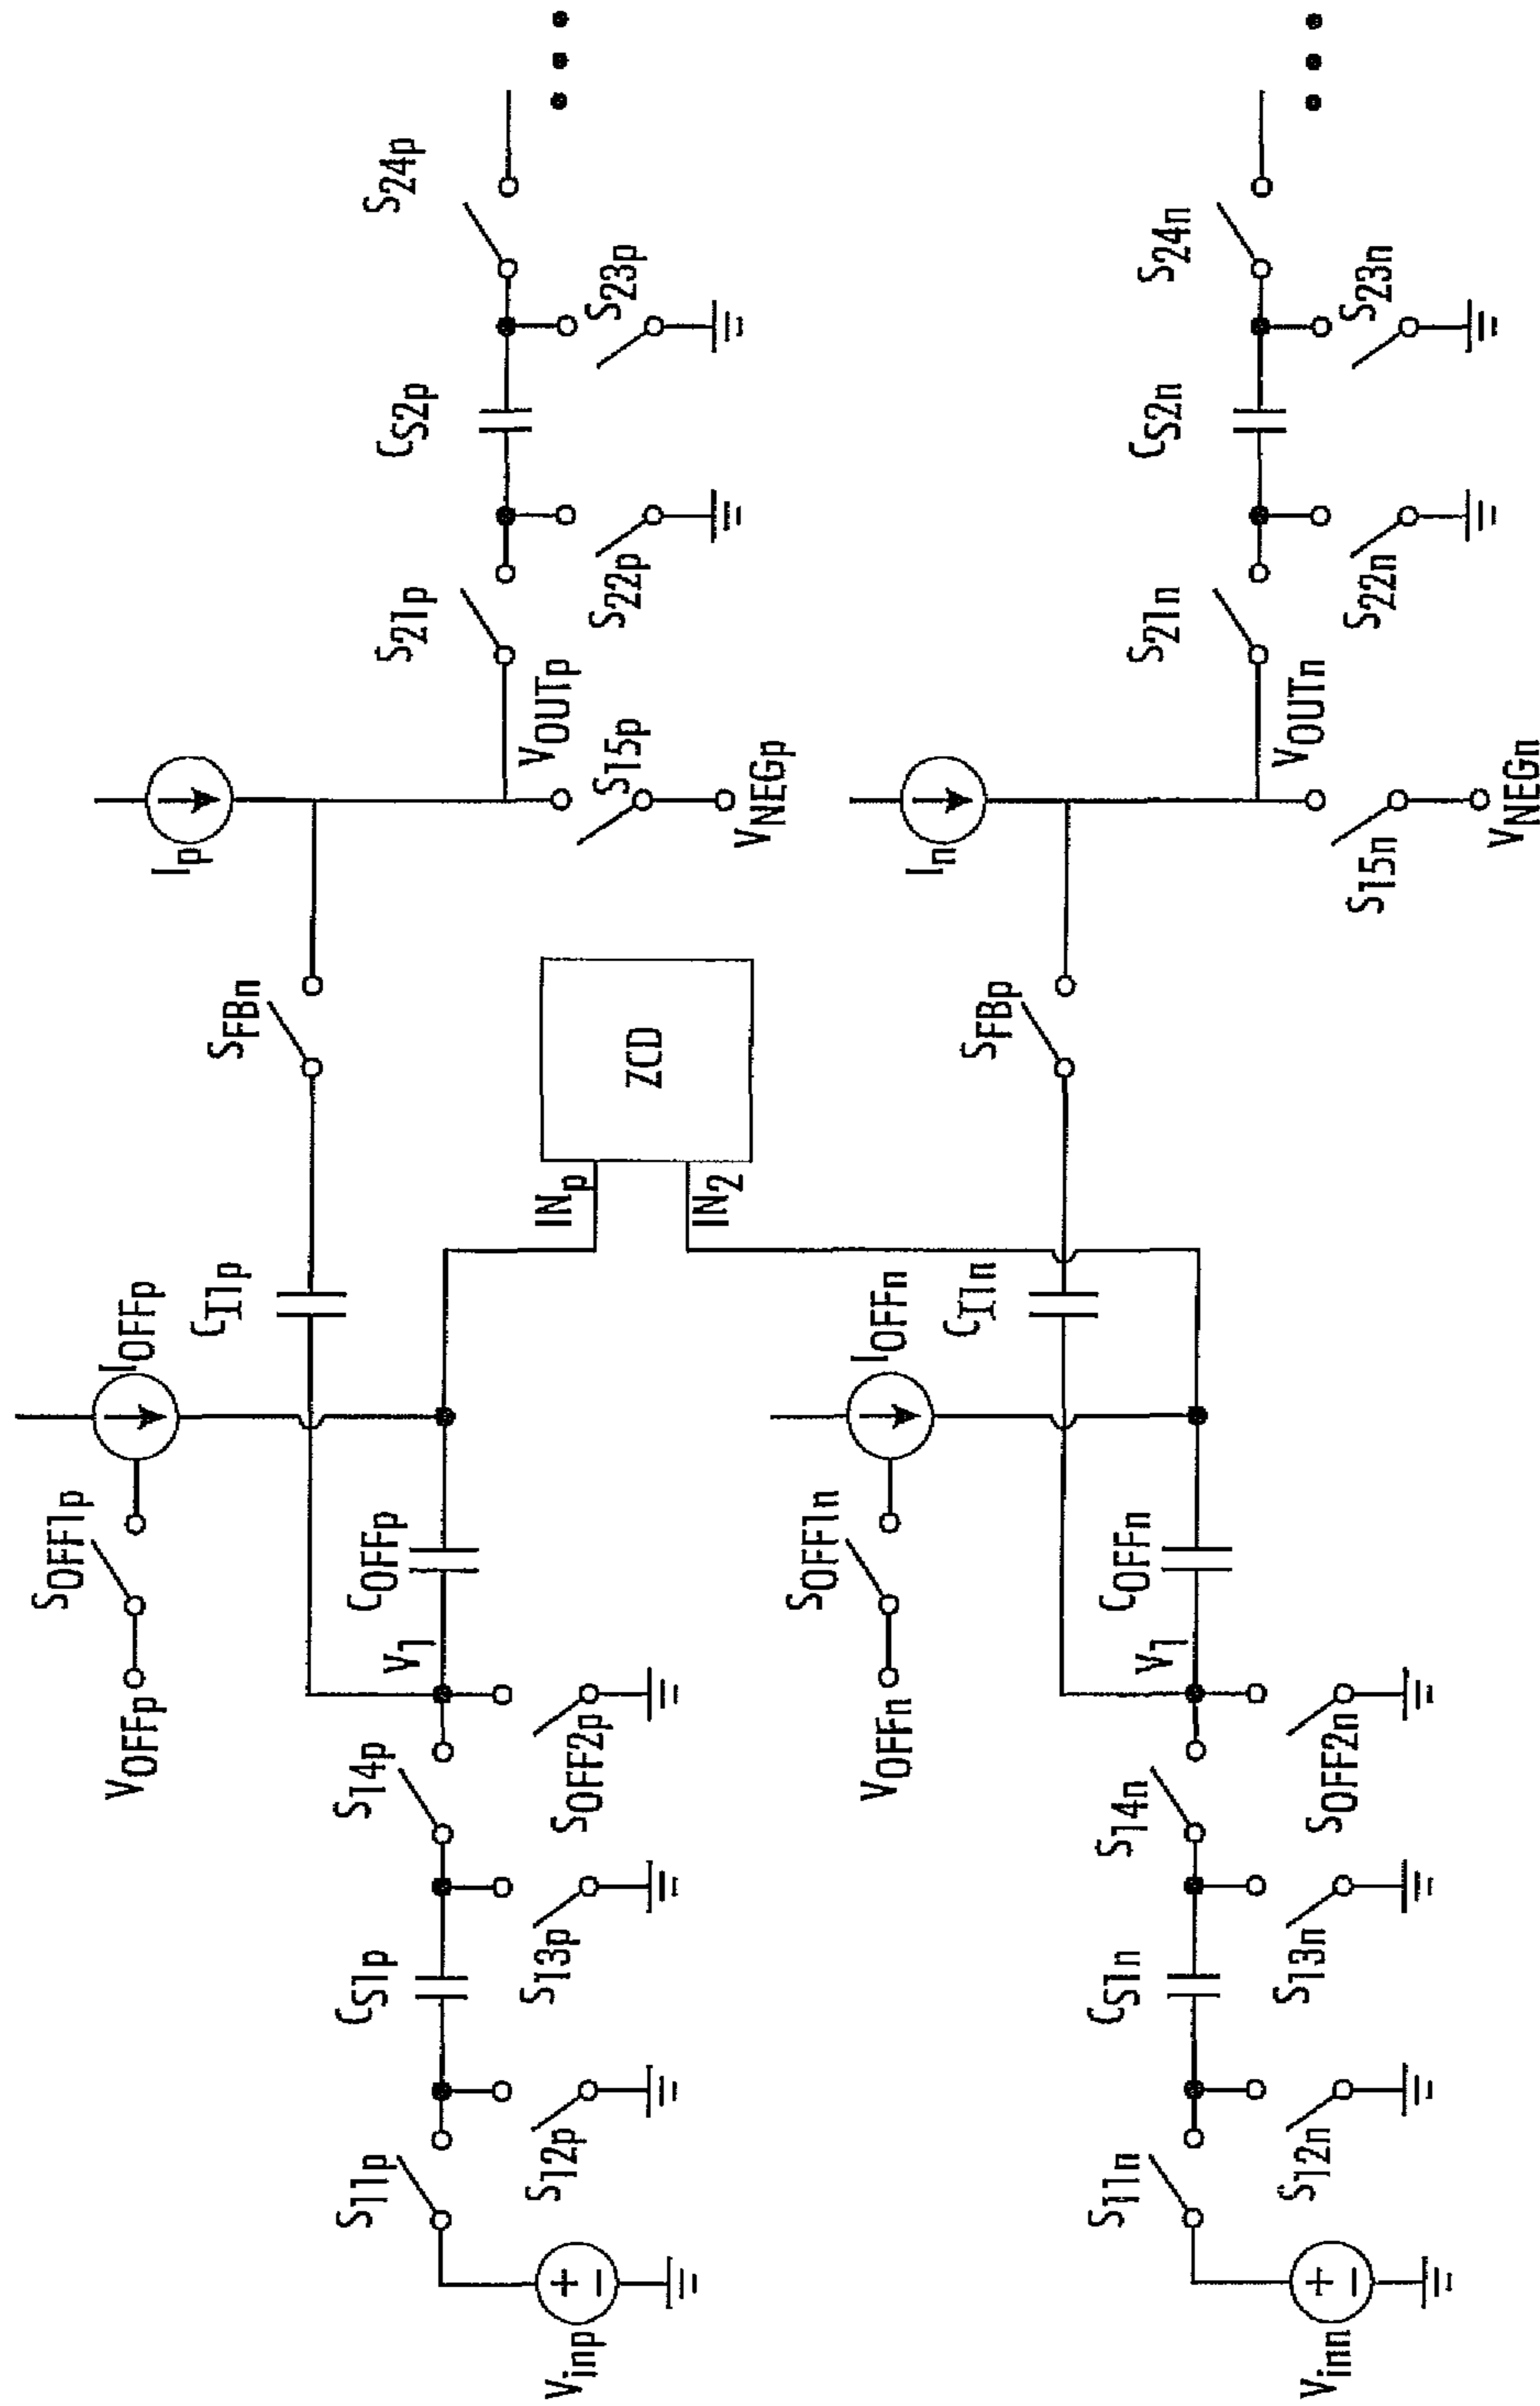 S24p
S23p
CS2p
S22p
S21p
VOUTp
S15p
VNEGp
Ip
SFBn
ZCD
INp
IN2
CI1p
IOFFp
SOFF1p
VOFFp
COFFp
V1
SOFF2p
S14p
S13p
CS1p
S12p
S11p
+ −
Vinp
S24n
S23n
CS2n
S22n
S21n
VOUTn
S15n
VNEGn
In
SFBp
CI1n
IOFFn
SOFF1n
VOFFn
COFFn
V1
SOFF2n
S14n
S13n
CS1n
S12n
S11n
+ −
Vinn